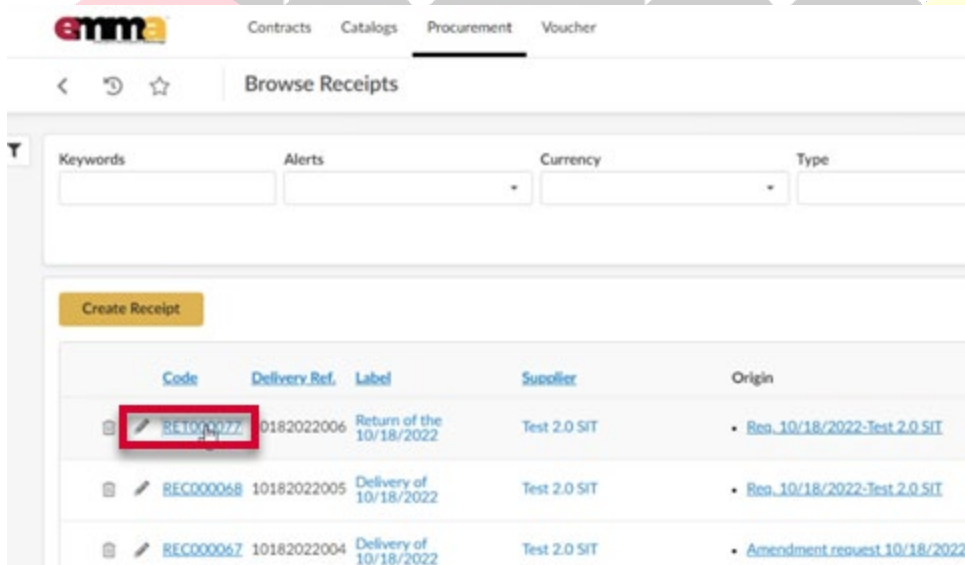 emma
Contracts Catalogs Procurement Voucher
Browse Receipts
Keywords Alerts Currency Type
Create Receipt
Code Delivery Ref. Label Supplier Origin
RET000077 0182022006 Return of the 10/18/2022 Test 2.0 SIT • Req. 10/18/2022-Test 2.0 SIT
REC000068 10182022005 Delivery of 10/18/2022 Test 2.0 SIT • Req. 10/18/2022-Test 2.0 SIT
REC000067 10182022004 Delivery of 10/18/2022 Test 2.0 SIT • Amendment request 10/18/2022